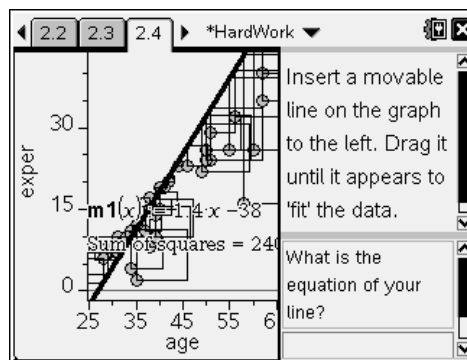 2.2 2.3 2.4 *HardWork
exper
30
15
0
m1(x)=1.4·x −38
Sum of squares = 240
25 35 45 55 6
age
Insert a movable
line on the graph
to the left. Drag it
until it appears to
'fit' the data.
What is the
equation of your
line?